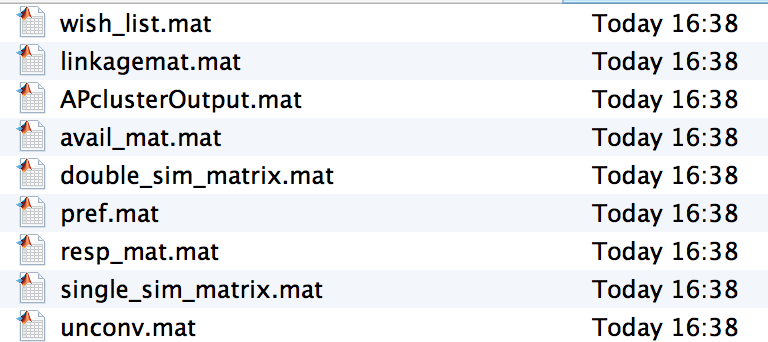 wish_list.mat Today 16:38
linkagemat.mat Today 16:38
APclusterOutput.mat Today 16:38
avail_mat.mat Today 16:38
double_sim_matrix.mat Today 16:38
pref.mat Today 16:38
resp_mat.mat Today 16:38
single_sim_matrix.mat Today 16:38
unconv.mat Today 16:38